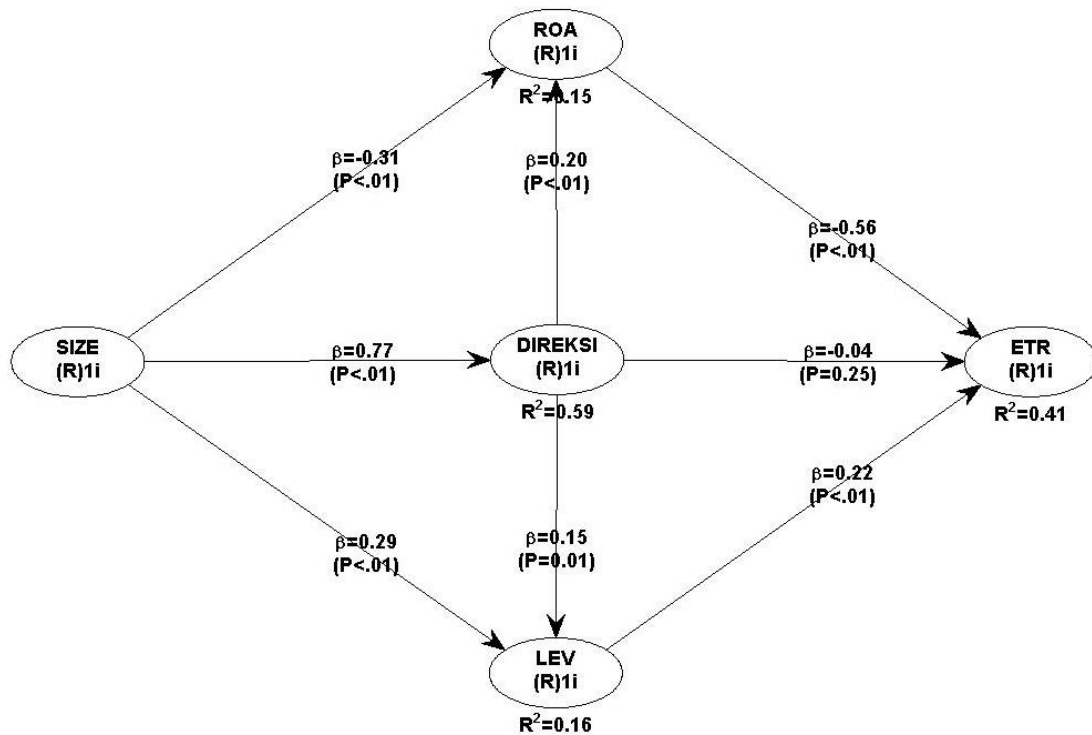 ROA
(R)1i
R²=0.15
β=-0.31
(P<.01)
β=0.20
(P<.01)
β=-0.56
(P<.01)
SIZE
(R)1i
β=0.77
(P<.01)
DIREKSI
(R)1i
R²=0.59
β=-0.04
(P=0.25)
ETR
(R)1i
R²=0.41
β=0.29
(P<.01)
β=0.15
(P=0.01)
β=0.22
(P<.01)
LEV
(R)1i
R²=0.16